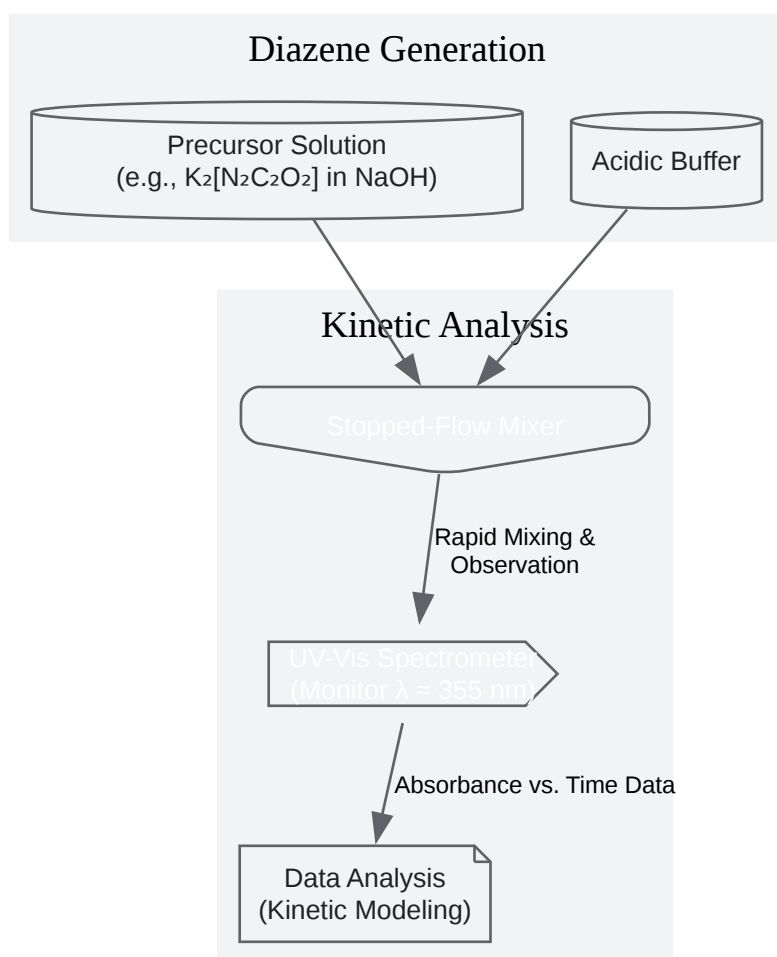 Diazene Generation
Precursor Solution
(e.g., K₂[N₂C₂O₂] in NaOH)
Acidic Buffer
Kinetic Analysis
Stopped-Flow Mixer
Rapid Mixing &
Observation
UV-Vis Spectrometer
(Monitor λ ≈ 355 nm)
Absorbance vs. Time Data
Data Analysis
(Kinetic Modeling)